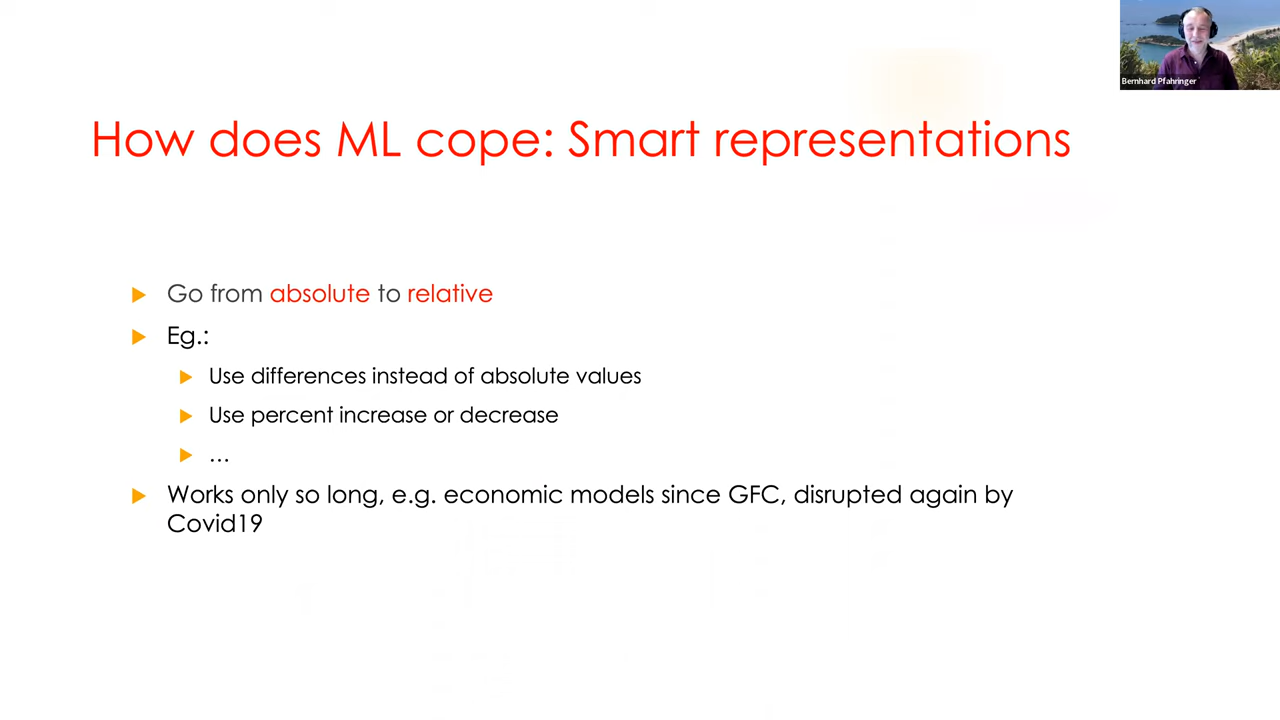 Bernhard Pfahringer
How does ML cope: Smart representations
Go from absolute to relative
Eg.:
Use differences instead of absolute values
Use percent increase or decrease
...
Works only so long, e.g. economic models since GFC, disrupted again by
Covid19